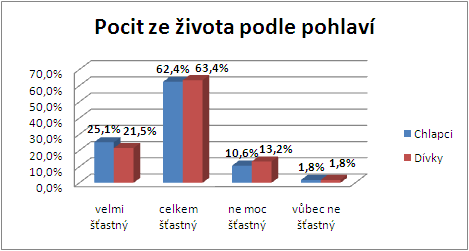 Pocit ze života podle pohlaví
70,0%
60,0%
50,0%
40,0%
30,0%
20,0%
10,0%
0,0%
25,1% 21,5%
62,4% 63,4%
10,6% 13,2%
1,8% 1,8%
velmi šťastný
celkem šťastný
ne moc šťastný
vůbec ne šťastný
Chlapci
Dívky